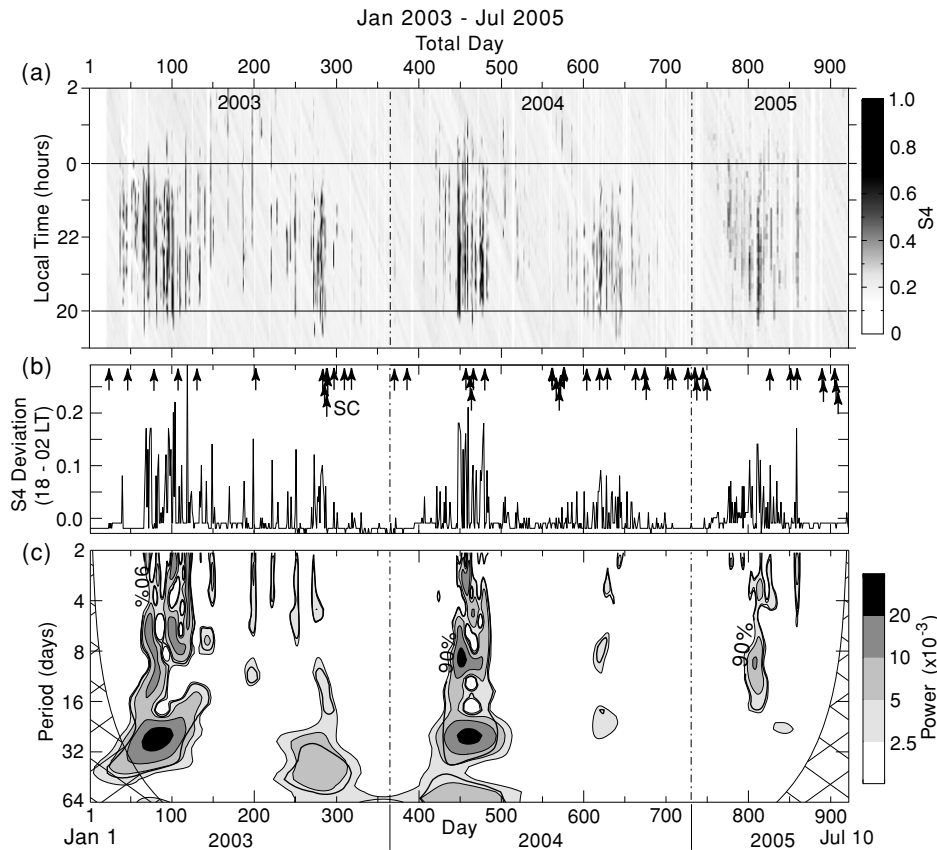 Jan 2003 - Jul 2005
Total Day
1 100 200 300 400 500 600 700 800 900
(a)
2003 2004 2005
Local Time (hours)
2
0
22
20
1.0
0.8
0.6
0.4
0.2
0
S4
(b)
S4 Deviation
(18 - 02 LT)
0.2
0.1
0.0
SC
(c)
Period (days)
2
4
8
16
32
64
90%
90%
90%
20
10
5
2.5
Power (x10-3)
1 100 200 300 400 500 600 700 800 900
Jan 1 2003 Day 2004 2005 Jul 10